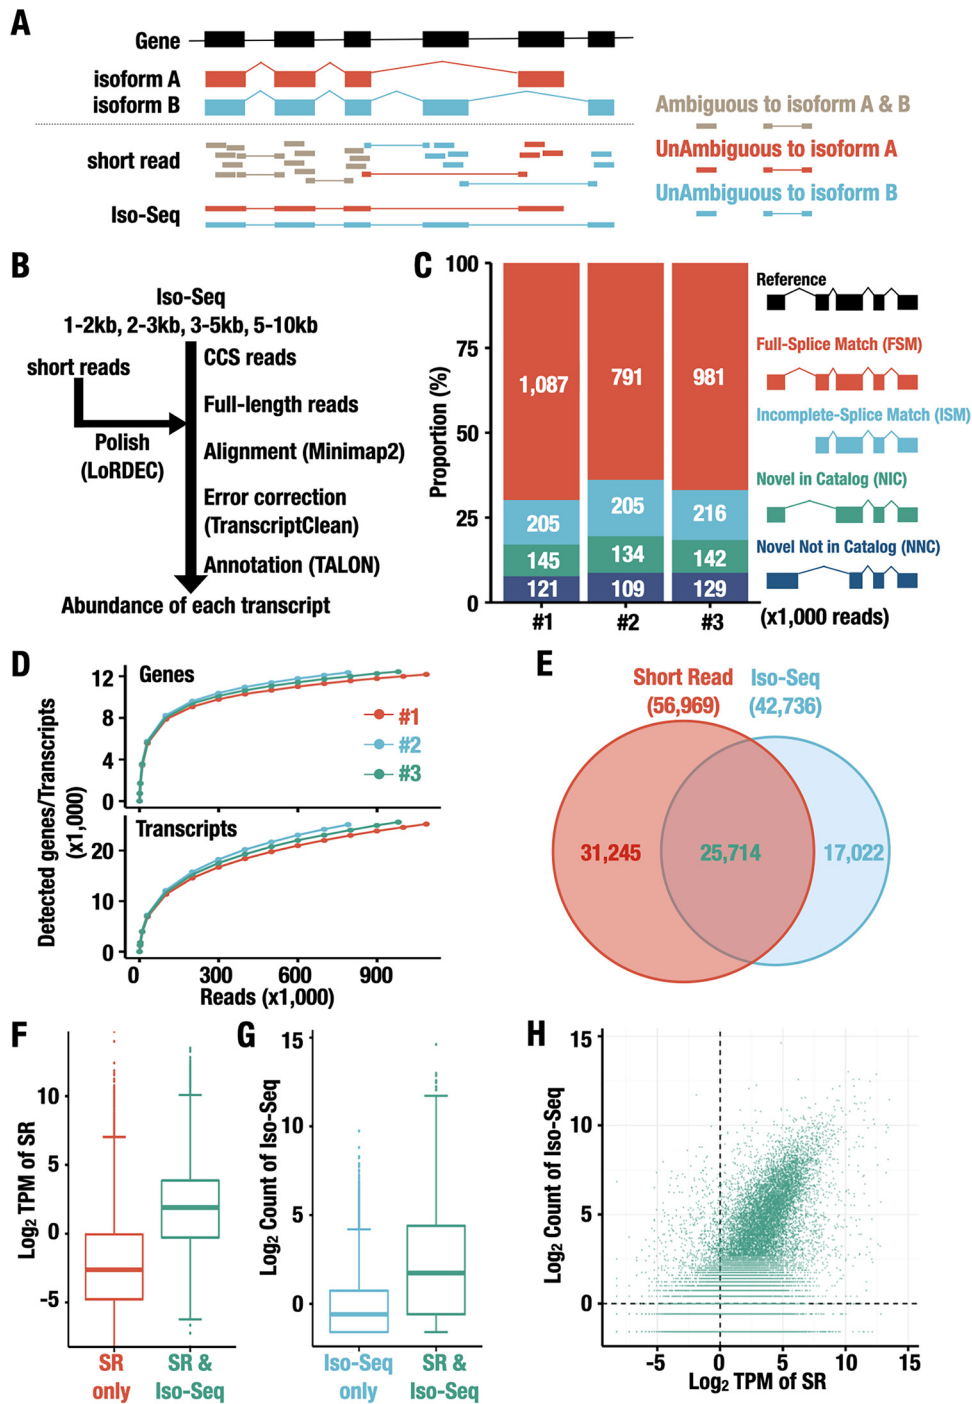 A
Gene
isoform A
isoform B
short read
Iso-Seq
Ambiguous to isoform A & B
UnAmbiguous to isoform A
UnAmbiguous to isoform B
B
Iso-Seq
1-2kb, 2-3kb, 3-5kb, 5-10kb
short reads
Polish
(LoRDEC)
CCS reads
Full-length reads
Alignment (Minimap2)
Error correction
(TranscriptClean)
Annotation (TALON)
Abundance of each transcript
C
Proportion (%)
100
75
50
25
0
1,087
791
981
205
205
216
145
134
142
121
109
129
#1
#2
#3
(x1,000 reads)
Reference
Full-Splice Match (FSM)
Incomplete-Splice Match (ISM)
Novel in Catalog (NIC)
Novel Not in Catalog (NNC)
D
Detected genes/Transcripts
(x1,000)
Genes
12
8
4
0
#1
#2
#3
Transcripts
20
10
0
0
300
600
900
Reads (x1,000)
E
Short Read
(56,969)
Iso-Seq
(42,736)
31,245
25,714
17,022
F
Log2 TPM of SR
10
5
0
-5
SR
only
SR &
Iso-Seq
G
Log2 Count of Iso-Seq
15
10
5
0
Iso-Seq
only
SR &
Iso-Seq
H
Log2 Count of Iso-Seq
15
10
5
0
-5
0
5
10
15
Log2 TPM of SR